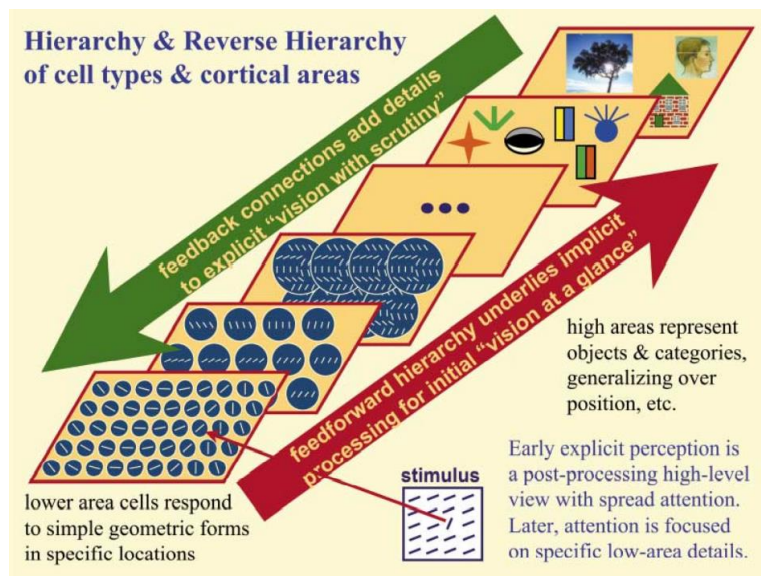 Hierarchy & Reverse Hierarchy
of cell types & cortical areas
feedback connections add details
to explicit “vision with scrutiny”
feedforward hierarchy underlies implicit
processing for initial “vision at a glance”
high areas represent
objects & categories,
generalizing over
position, etc.
stimulus
Early explicit perception is
a post-processing high-level
view with spread attention.
Later, attention is focused
on specific low-area details.
lower area cells respond
to simple geometric forms
in specific locations